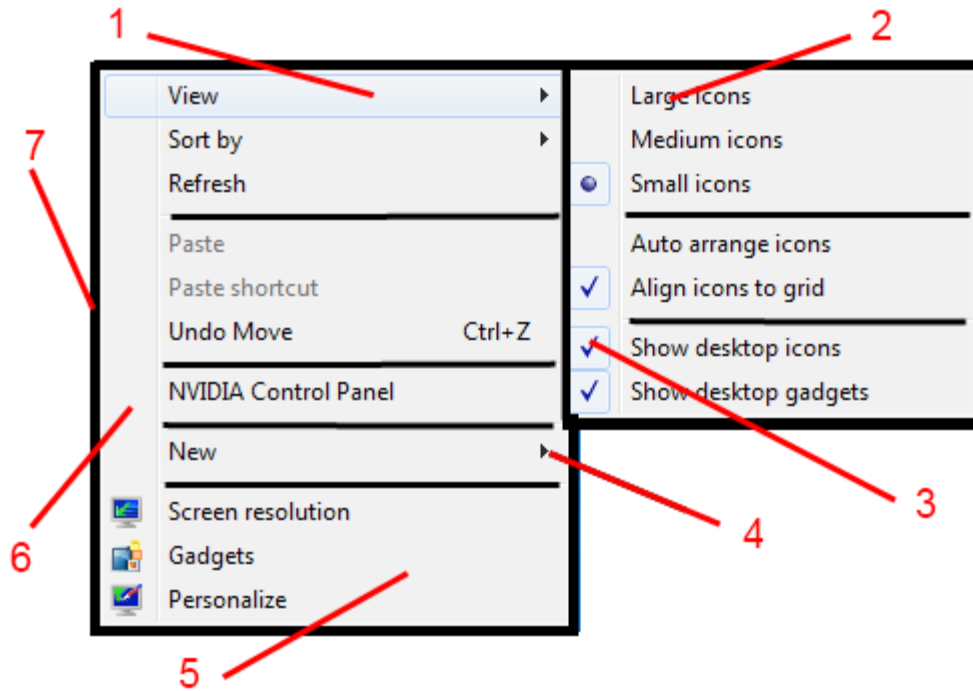 1
2
View
Large icons
7
Sort by
Medium icons
Refresh
Small icons
Paste
Auto arrange icons
Paste shortcut
Align icons to grid
Undo Move Ctrl+Z
Show desktop icons
NVIDIA Control Panel
Show desktop gadgets
New
3
4
6
Screen resolution
Gadgets
Personalize
5